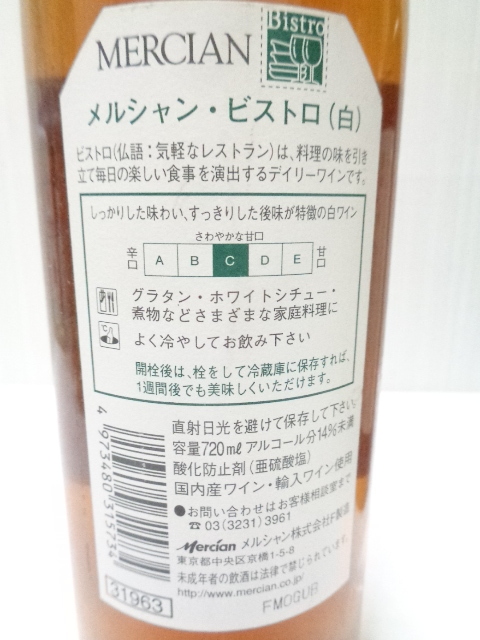 Bistro
MERCIAN
メルシャン・ビストロ(白)
ビストロ(仏語:気軽なレストラン)は、料理の味を引き
立て毎日の楽しい食事を演出するデイリーワインです。
しっかりした味わい、すっきりした後味が特徴の白ワイン
さわやかな甘口
辛口 A B C D E 甘口
グラタン・ホワイトシチュー・
煮物などさまざまな家庭料理に
℃
よく冷やしてお飲み下さい
開栓後は、栓をして冷蔵庫に保存すれば、
1週間後でも美味しくいただけます。
直射日光を避けて保存して下さい。
容量720mℓ アルコール分14%未満
酸化防止剤(亜硫酸塩)
国内産ワイン・輸入ワイン使用
●お問い合わせはお客様相談室まで
☎03(3231)3961
Mercian メルシャン株式会社F製造
東京都中央区京橋1-5-8
未成年者の飲酒は法律で禁じられています。
http://www.mercian.co.jp/
4 973480 315734
31963
FM0GUB